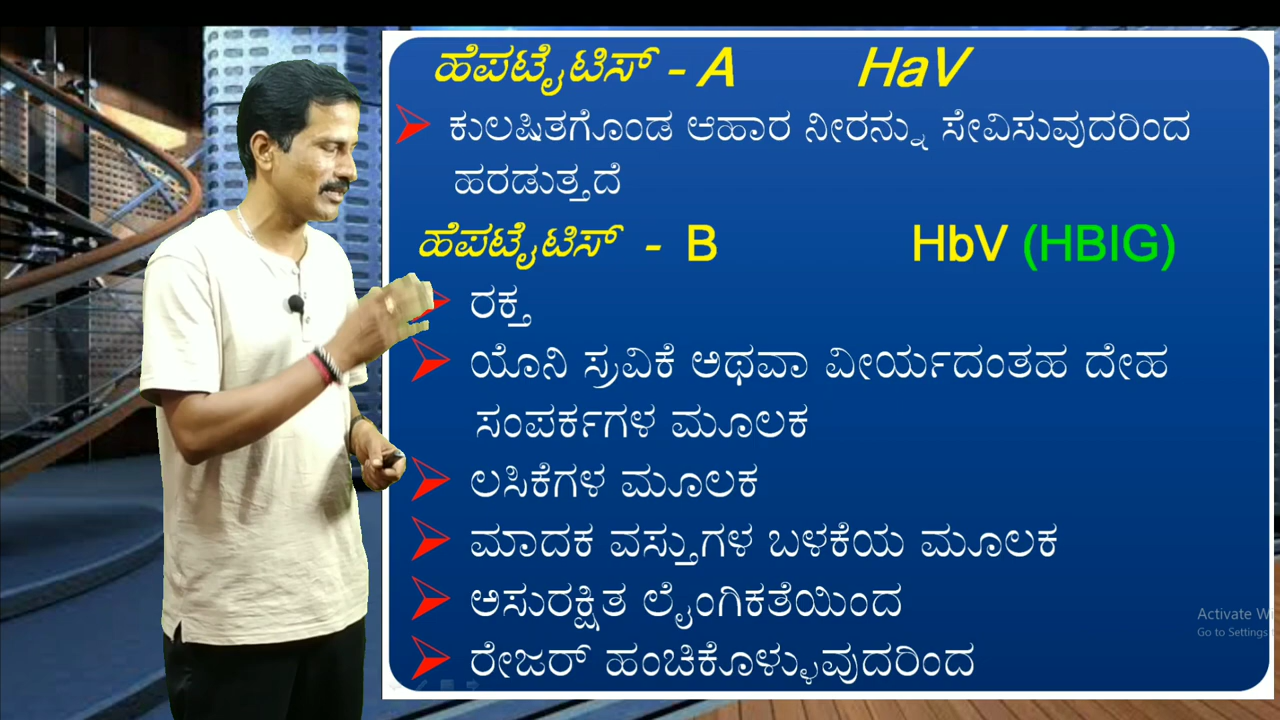 ಹೆಪಟೈಟಿಸ್ - A HaV
ಕುಲಷಿತಗೊಂಡ ಆಹಾರ ನೀರನ್ನು ಸೇವಿಸುವುದರಿಂದ
ಹರಡುತ್ತದೆ
ಹೆಪಟೈಟಿಸ್ - B HbV (HBIG)
ರಕ್ತ
ಯೊನಿ ಸ್ರವಿಕೆ ಅಥವಾ ವೀರ್ಯದಂತಹ ದೇಹ
ಸಂಪರ್ಕಗಳ ಮೂಲಕ
ಲಸಿಕೆಗಳ ಮೂಲಕ
ಮಾದಕ ವಸ್ತುಗಳ ಬಳಕೆಯ ಮೂಲಕ
ಅಸುರಕ್ಷಿತ ಲೈಂಗಿಕತೆಯಿಂದ
ರೇಜರ್ ಹಂಚಿಕೊಳ್ಳುವುದರಿಂದ
Activate W
Go to Settings